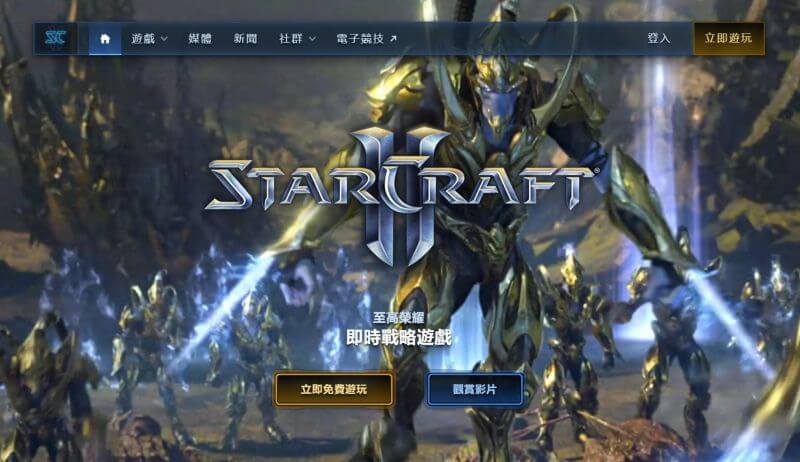 SC
遊戲
媒體
新聞
社群
電子競技
登入
立即遊玩
STARCRAFT
II
至高榮耀
即時戰略遊戲
立即免費遊玩
觀賞影片